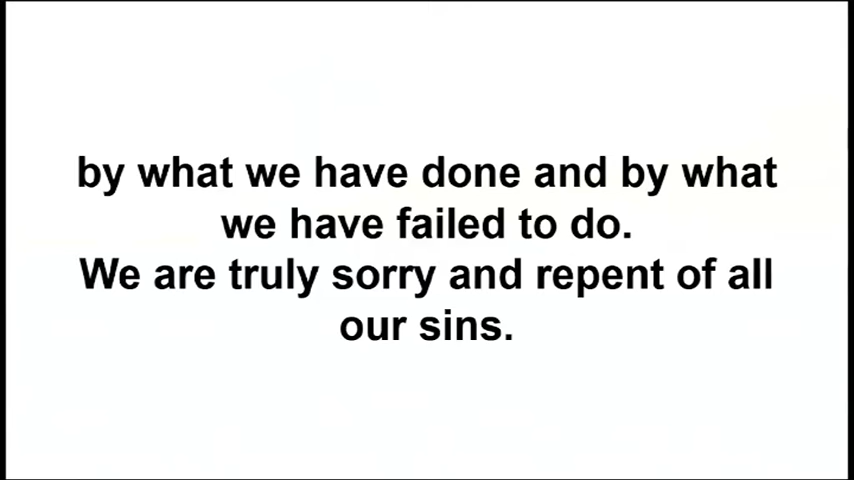 by what we have done and by what
we have failed to do.
We are truly sorry and repent of all
our sins.